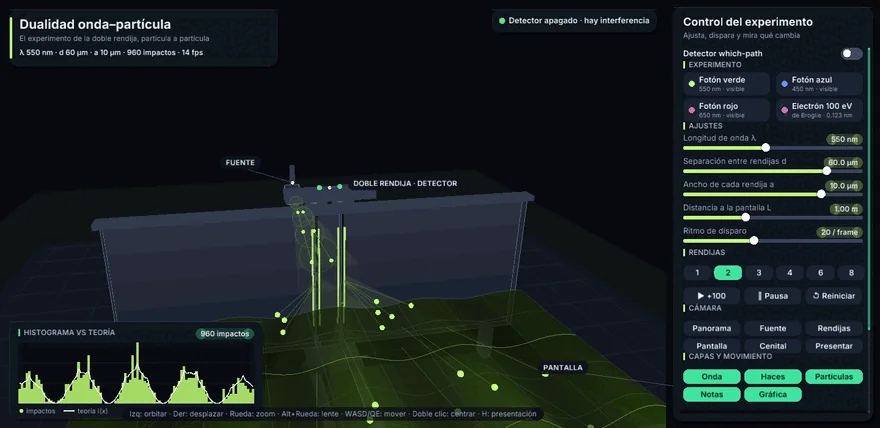 Dualidad onda–partícula
El experimento de la doble rendija, partícula a partícula
λ 550 nm · d 60 µm · a 10 µm · 960 impactos · 14 fps
Detector apagado · hay interferencia
FUENTE
DOBLE RENDIJA · DETECTOR
PANTALLA
HISTOGRAMA VS TEORÍA
960 impactos
impactos
teoría I(x)
Izq: orbitar · Der: desplazar · Rueda: zoom · Alt+Rueda: lente · WASD/QE: mover · Doble clic: centrar · H: presentación
Control del experimento
Ajusta, dispara y mira qué cambia
Detector which-path
EXPERIMENTO
Fotón verde
550 nm · visible
Fotón azul
450 nm · visible
Fotón rojo
650 nm · visible
Electrón 100 eV
de Broglie · 0.123 nm
AJUSTES
Longitud de onda λ
550 nm
Separación entre rendijas d
60.0 µm
Ancho de cada rendija a
10.0 µm
Distancia a la pantalla L
1.00 m
Ritmo de disparo
20 / frame
RENDIJAS
1 2 3 4 6 8
▶ +100
Pausa
↺ Reiniciar
CÁMARA
Panorama
Fuente
Rendijas
Pantalla
Cenital
Presentar
CAPAS Y MOVIMIENTO
Onda
Haces
Partículas
Notas
Gráfica